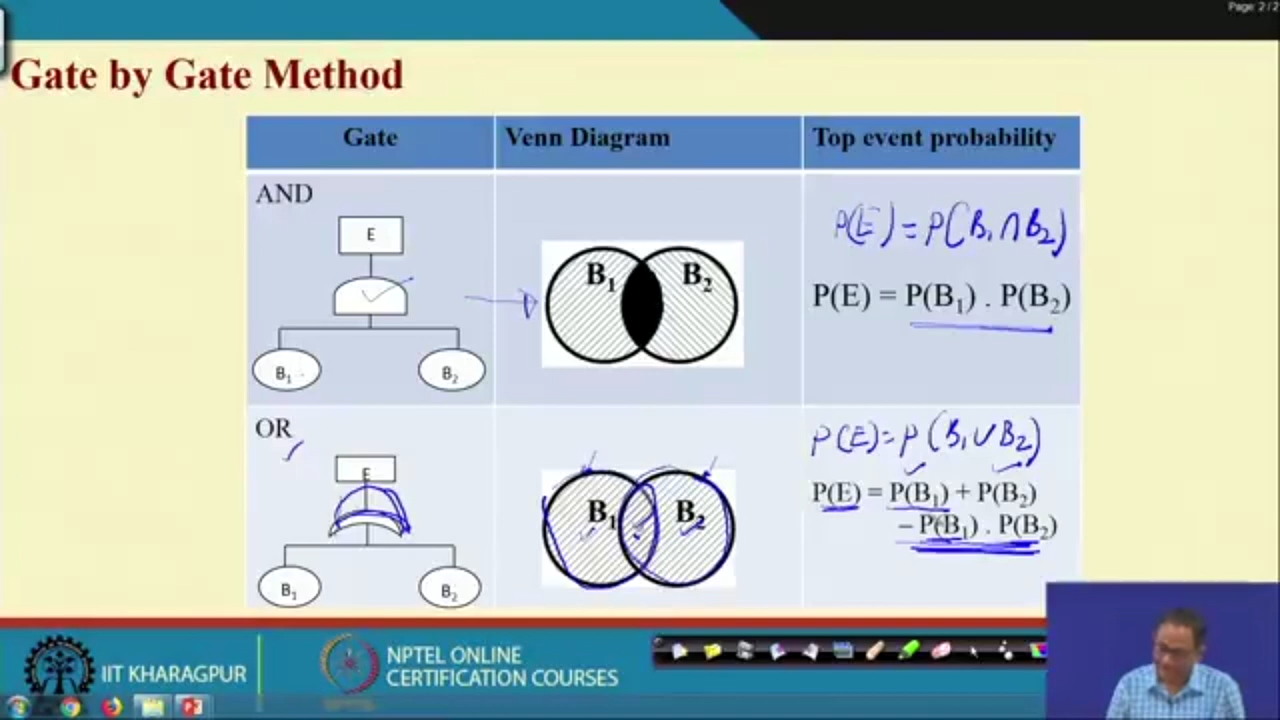 Page: 2 / 2
Gate by Gate Method
Gate
Venn Diagram
Top event probability
AND
E
B1
B2
B1 B2
P(E) = P(B1 ∩ B2)
P(E) = P(B1) . P(B2)
OR
E
B1
B2
B1 B2
P(E) = P(B1 ∪ B2)
P(E) = P(B1) + P(B2)
– P(B1) . P(B2)
IIT KHARAGPUR
NPTEL ONLINE
CERTIFICATION COURSES